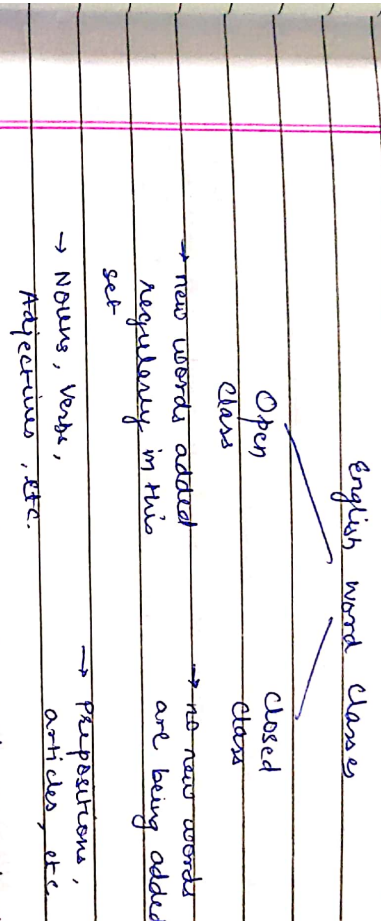 English Word Classes
Open
Class
→ new words added
regularly in this
set
→ Nouns, Verbs,
Adjectives, etc.
Closed
Class
→ no new words
are being added
→ Prepositions,
articles, etc.